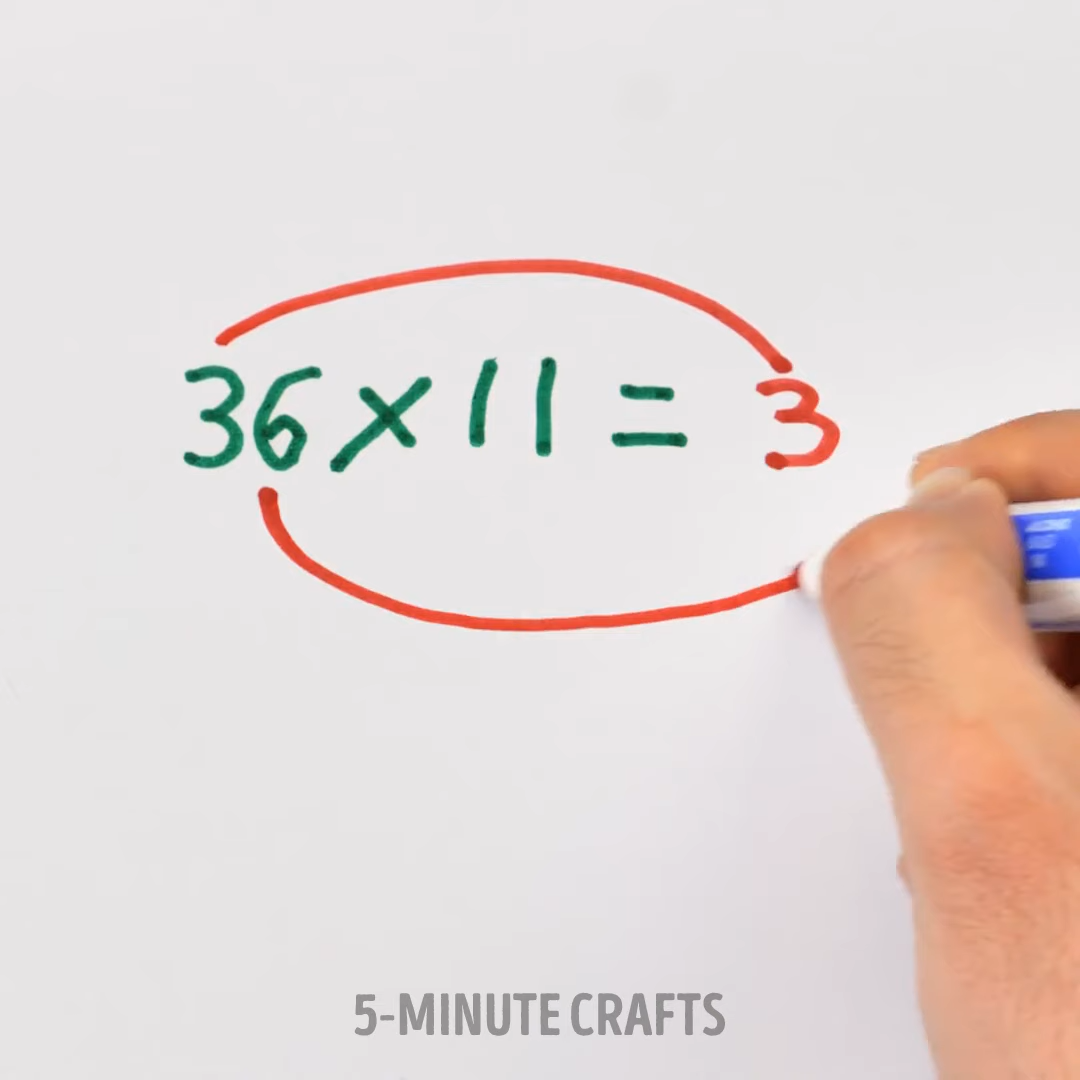 36 × 11 = 3
5-MINUTE CRAFTS